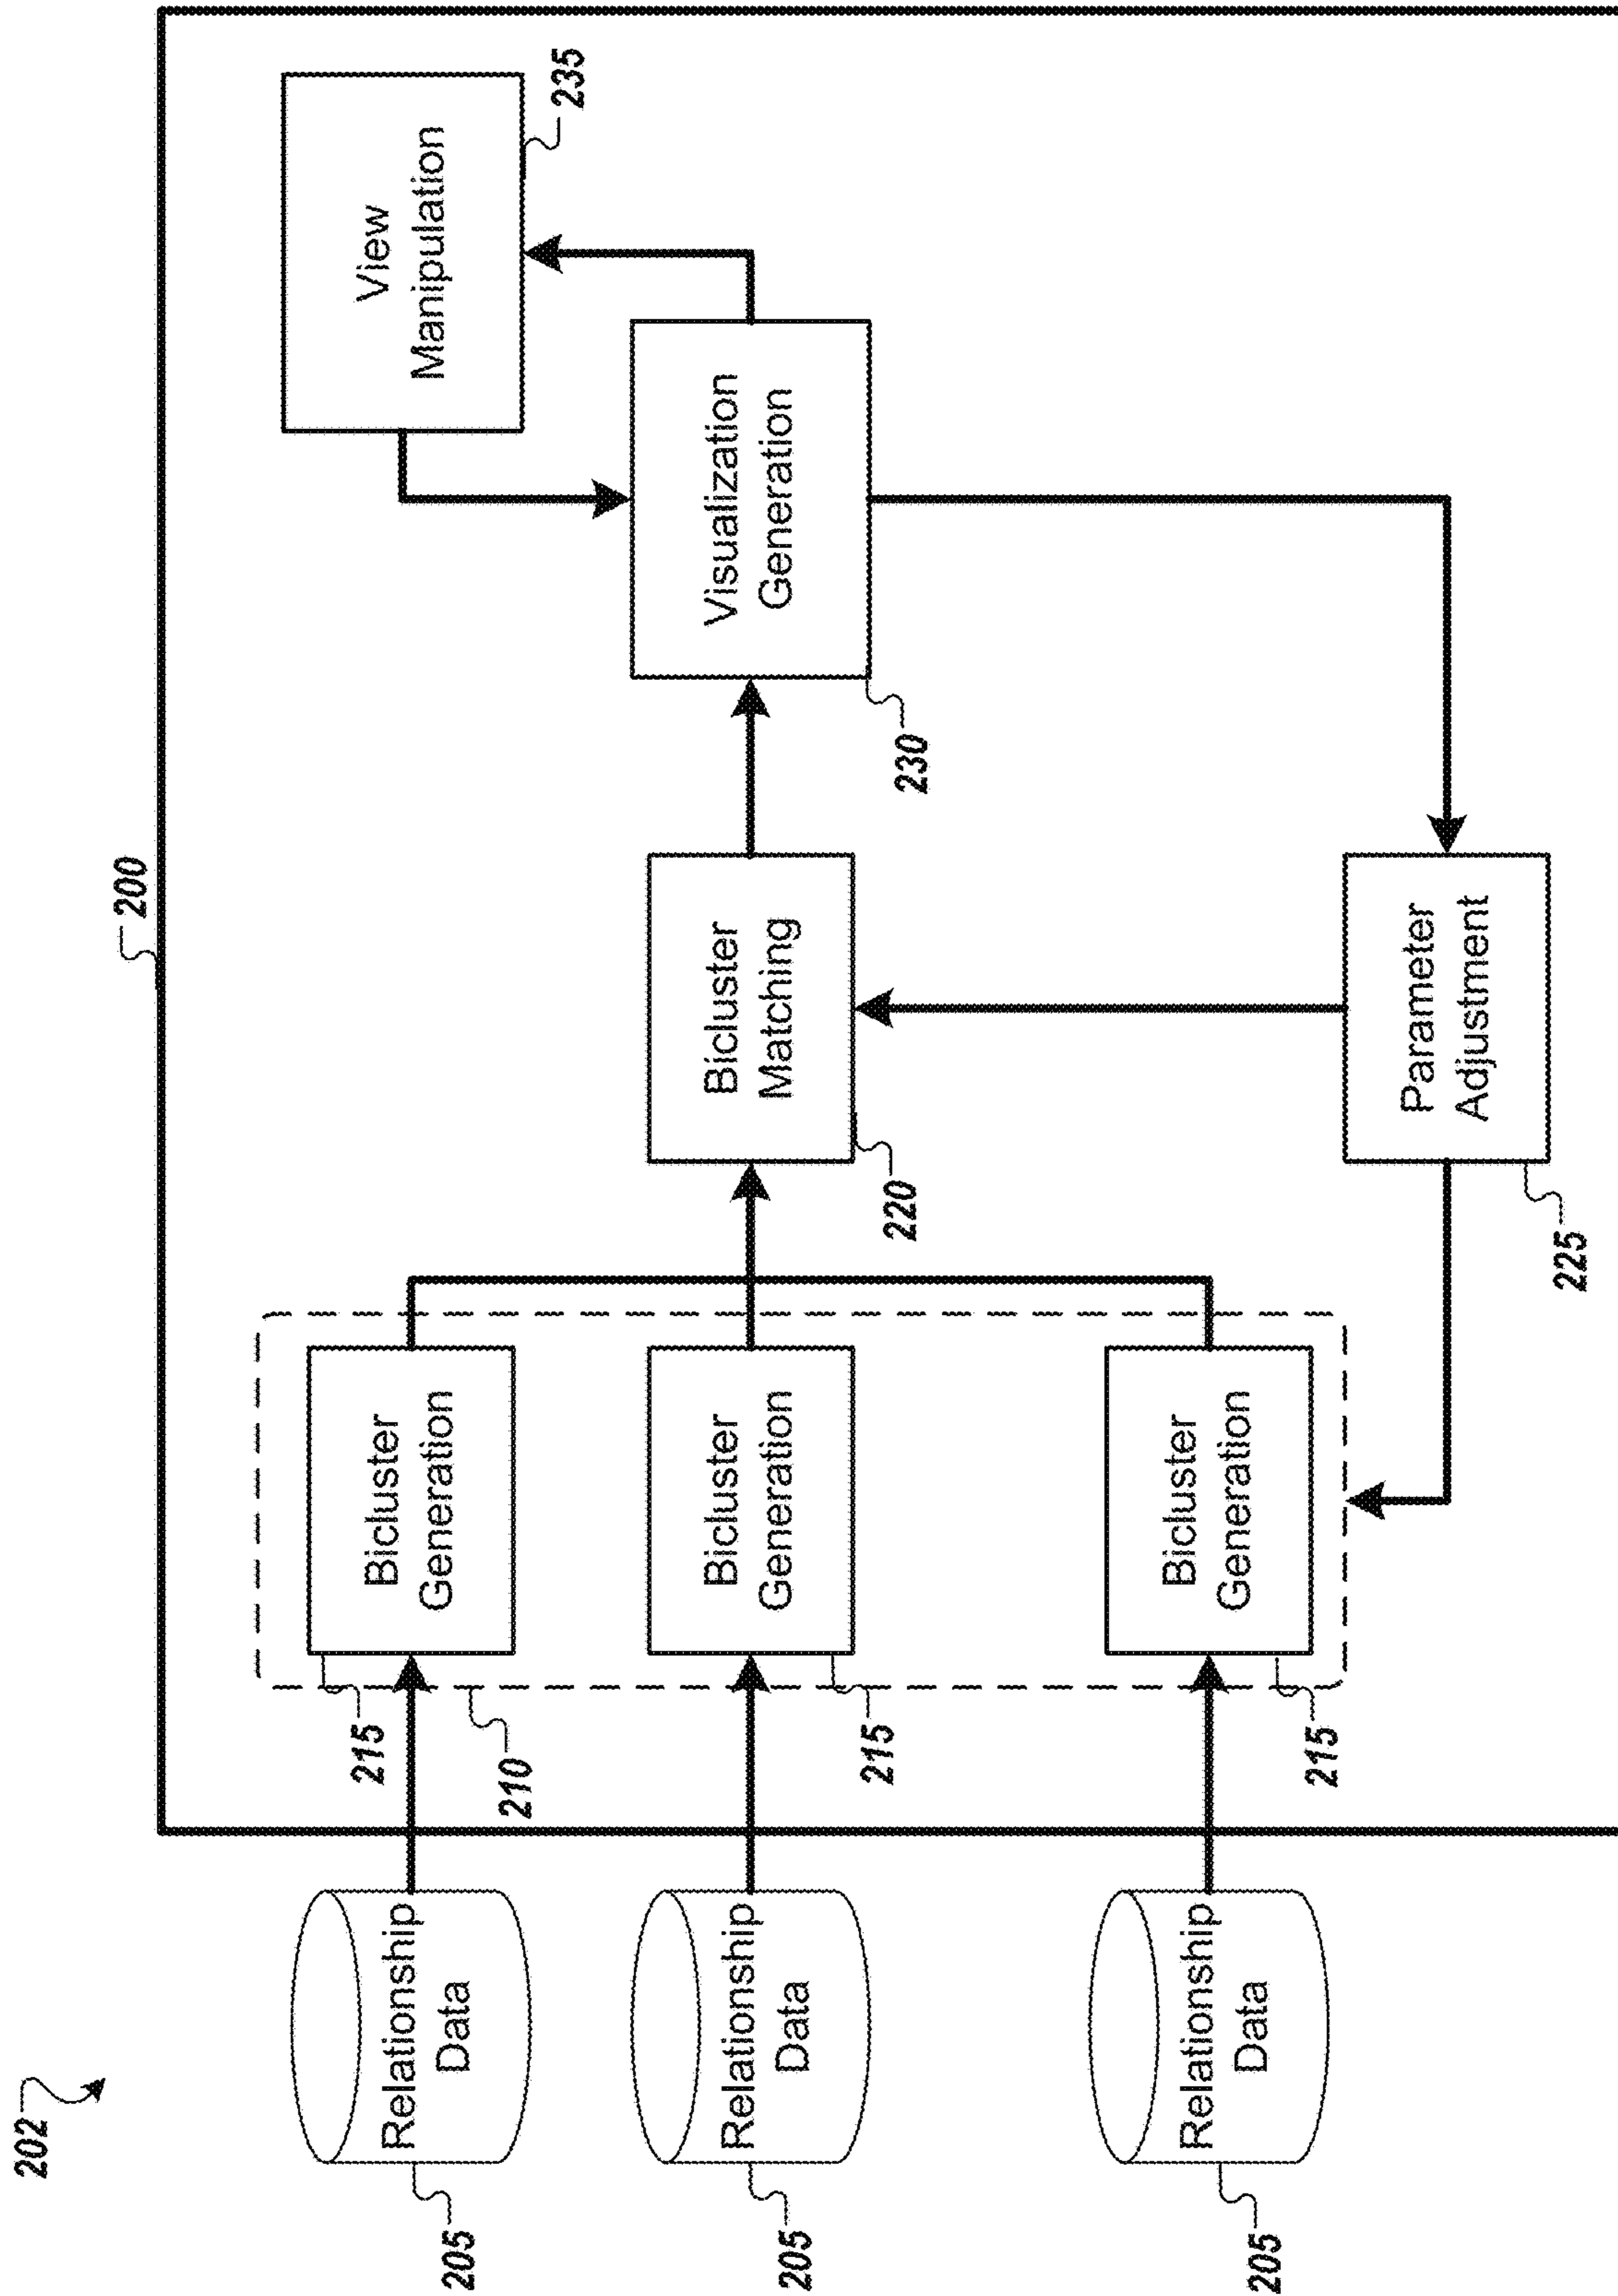 202
200
Relationship
Data
205
Relationship
Data
205
Relationship
Data
205
Bicluster
Generation
215
210
Bicluster
Generation
215
Bicluster
Generation
215
Bicluster
Matching
220
Parameter
Adjustment
225
Visualization
Generation
230
View
Manipulation
235